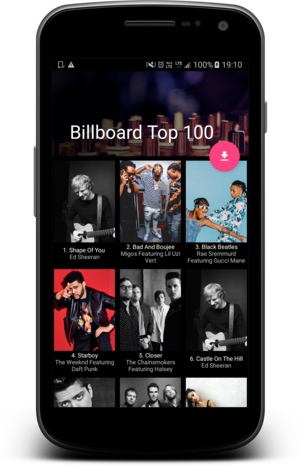 100% 19:10
Billboard Top 100
1. Shape Of You
Ed Sheeran
2. Bad And Boujee
Migos Featuring Lil Uzi
Vert
3. Black Beatles
Rae Sremmurd
Featuring Gucci Mane
4. Starboy
The Weeknd Featuring
Daft Punk
5. Closer
The Chainsmokers
Featuring Halsey
6. Castle On The Hill
Ed Sheeran